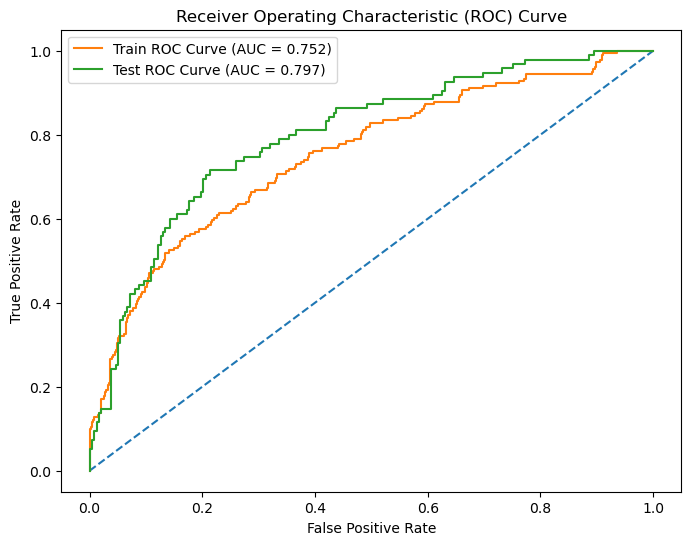 Receiver Operating Characteristic (ROC) Curve
Train ROC Curve (AUC = 0.752)
Test ROC Curve (AUC = 0.797)
True Positive Rate
1.0
0.8
0.6
0.4
0.2
0.0
0.0 0.2 0.4 0.6 0.8 1.0
False Positive Rate